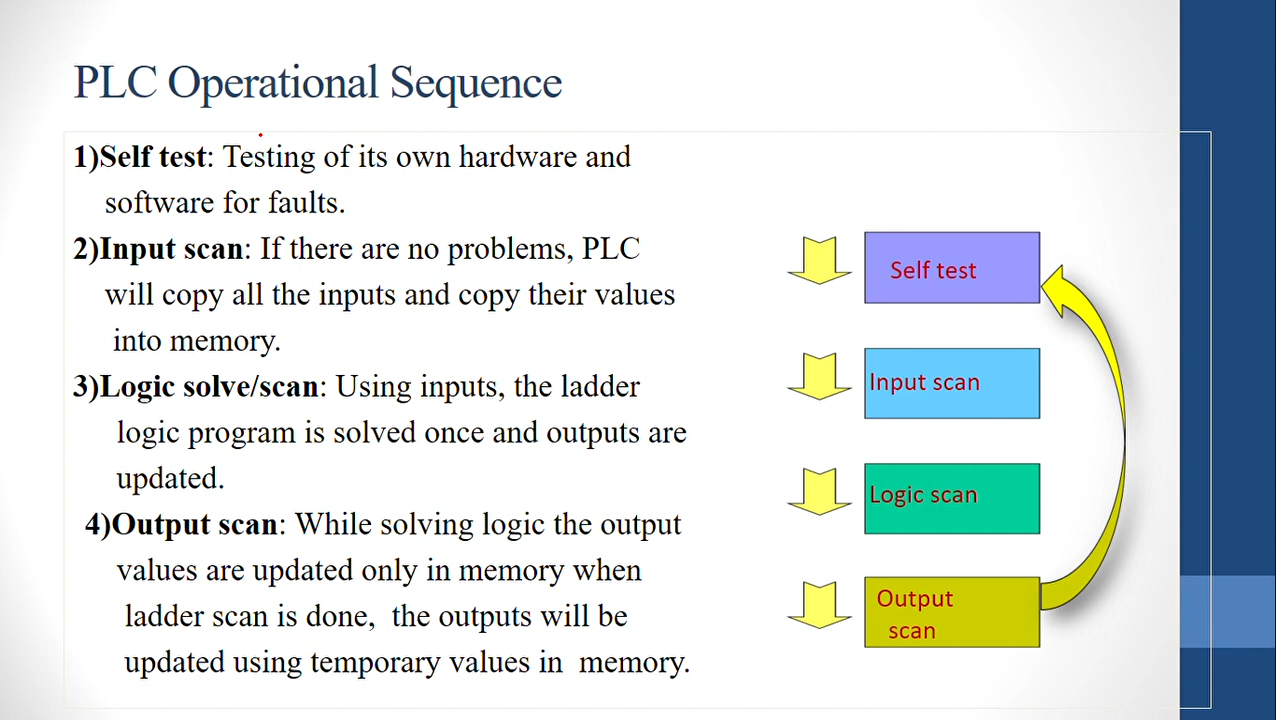 PLC Operational Sequence
1)Self test: Testing of its own hardware and
software for faults.
2)Input scan: If there are no problems, PLC
will copy all the inputs and copy their values
into memory.
3)Logic solve/scan: Using inputs, the ladder
logic program is solved once and outputs are
updated.
4)Output scan: While solving logic the output
values are updated only in memory when
ladder scan is done, the outputs will be
updated using temporary values in memory.
Self test
Input scan
Logic scan
Output
scan